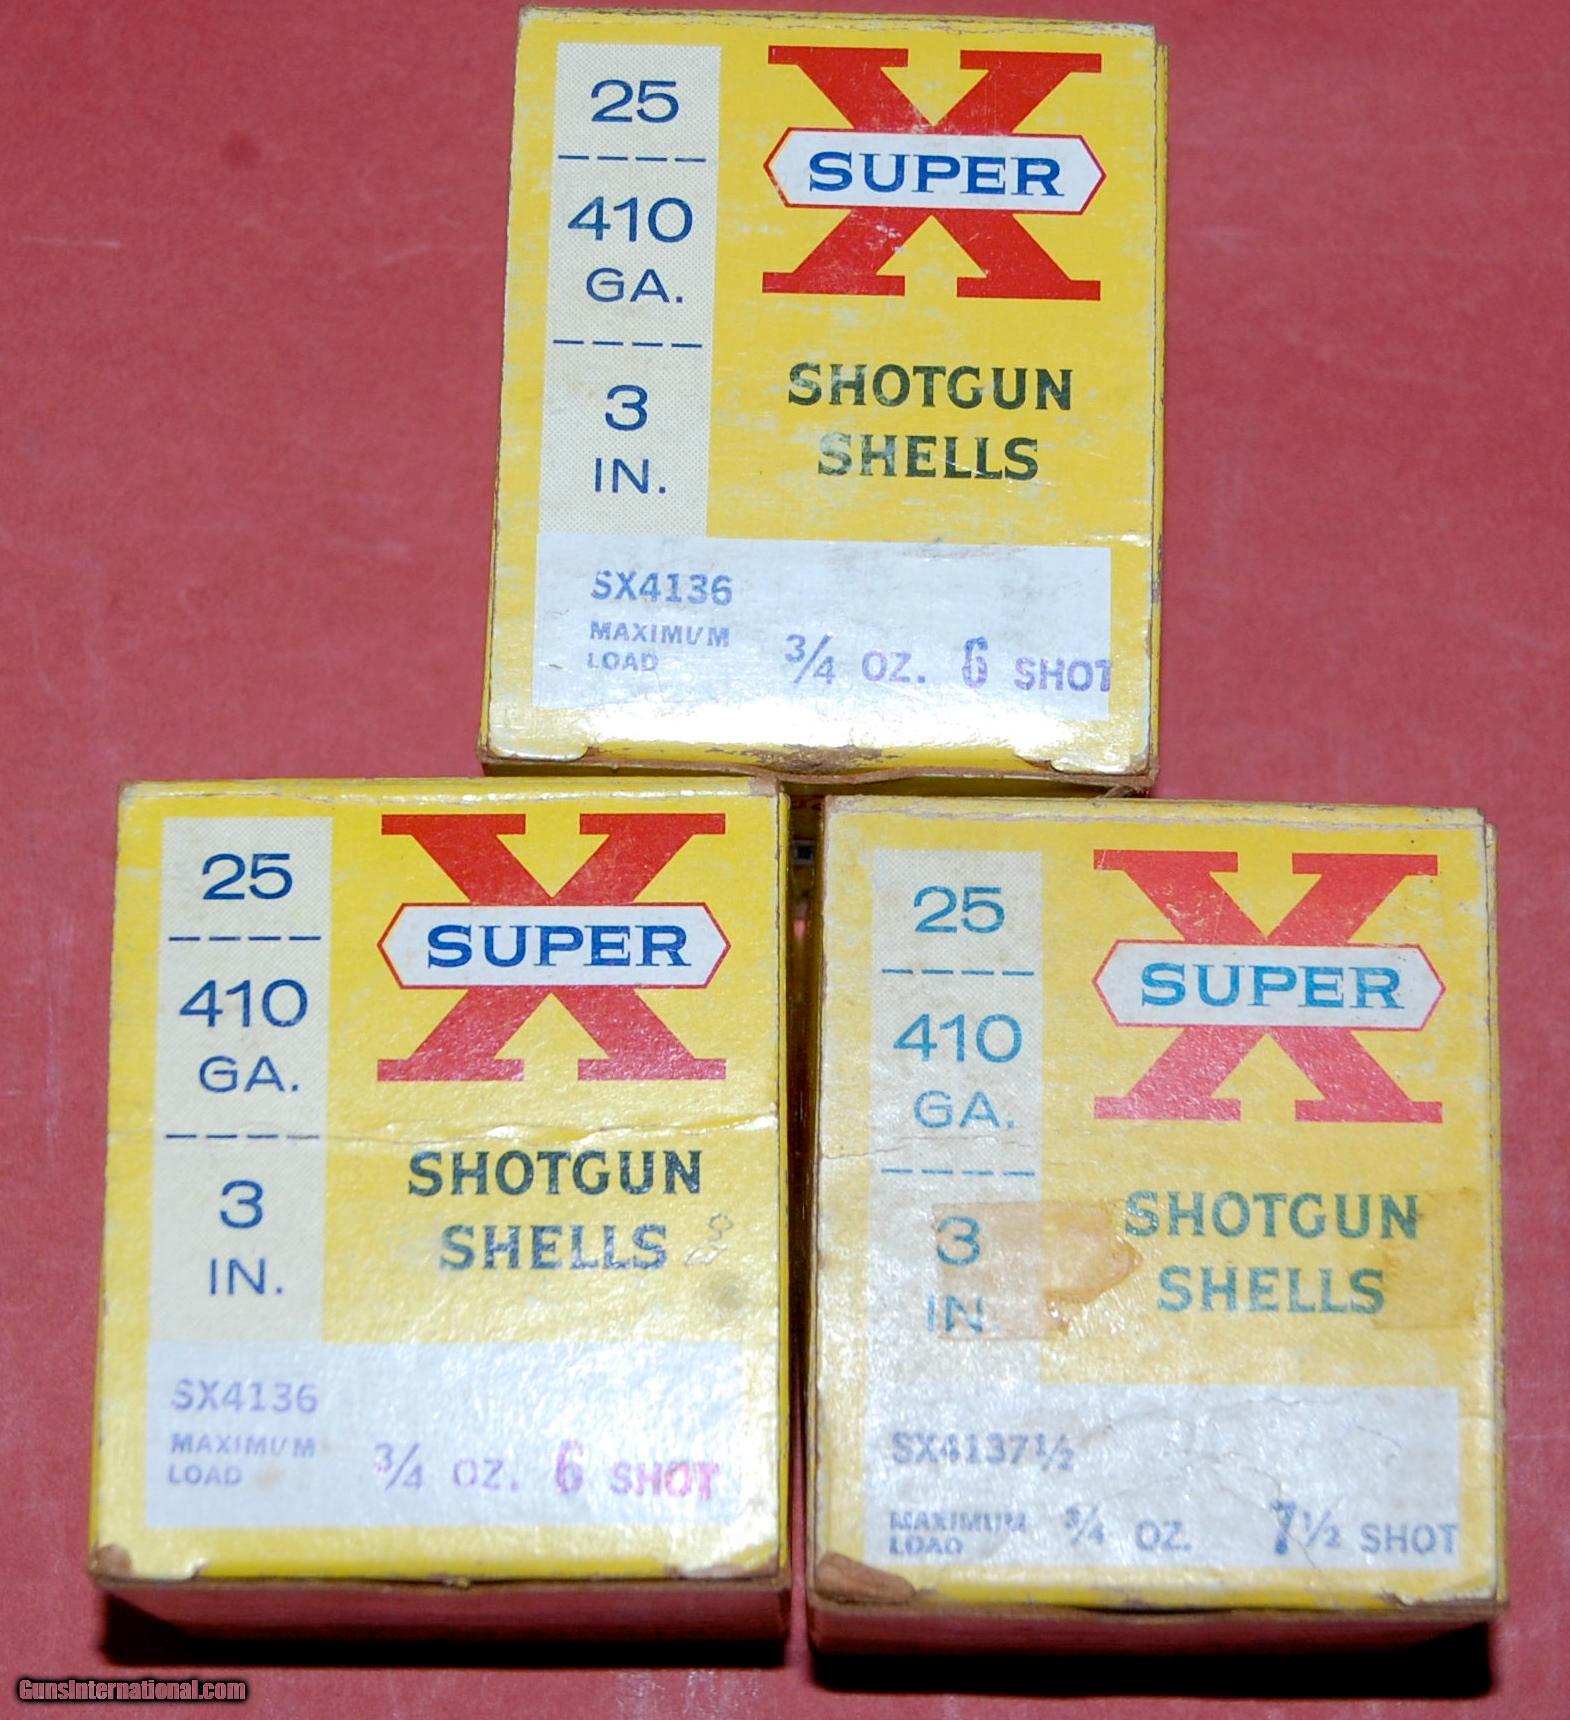 25
410
GA.
3
IN.
X
SUPER
SHOTGUN
SHELLS
SX4136
MAXIMUM
LOAD
3/4 OZ. 6 SHOT
25
410
GA.
3
IN.
X
SUPER
SHOTGUN
SHELLS
SX4136
MAXIMUM
LOAD
3/4 OZ. 6 SHOT
25
410
GA.
3
IN.
X
SUPER
SHOTGUN
SHELLS
SX4137½
MAXIMUM
LOAD
3/4 OZ. 7½ SHOT
GunsInternational.com